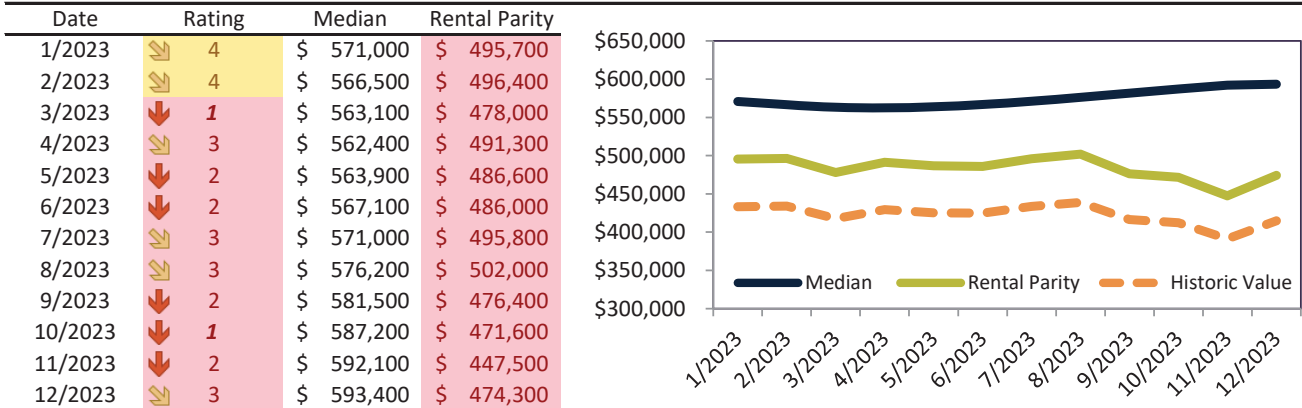 Date Rating Median Rental Parity
1/2023 4 $ 571,000 $ 495,700
2/2023 4 $ 566,500 $ 496,400
3/2023 1 $ 563,100 $ 478,000
4/2023 3 $ 562,400 $ 491,300
5/2023 2 $ 563,900 $ 486,600
6/2023 2 $ 567,100 $ 486,000
7/2023 3 $ 571,000 $ 495,800
8/2023 3 $ 576,200 $ 502,000
9/2023 2 $ 581,500 $ 476,400
10/2023 1 $ 587,200 $ 471,600
11/2023 2 $ 592,100 $ 447,500
12/2023 3 $ 593,400 $ 474,300
$650,000
$600,000
$550,000
$500,000
$450,000
$400,000
$350,000
$300,000
Median Rental Parity Historic Value
1/2023 2/2023 3/2023 4/2023 5/2023 6/2023 7/2023 8/2023 9/2023 10/2023 11/2023 12/2023